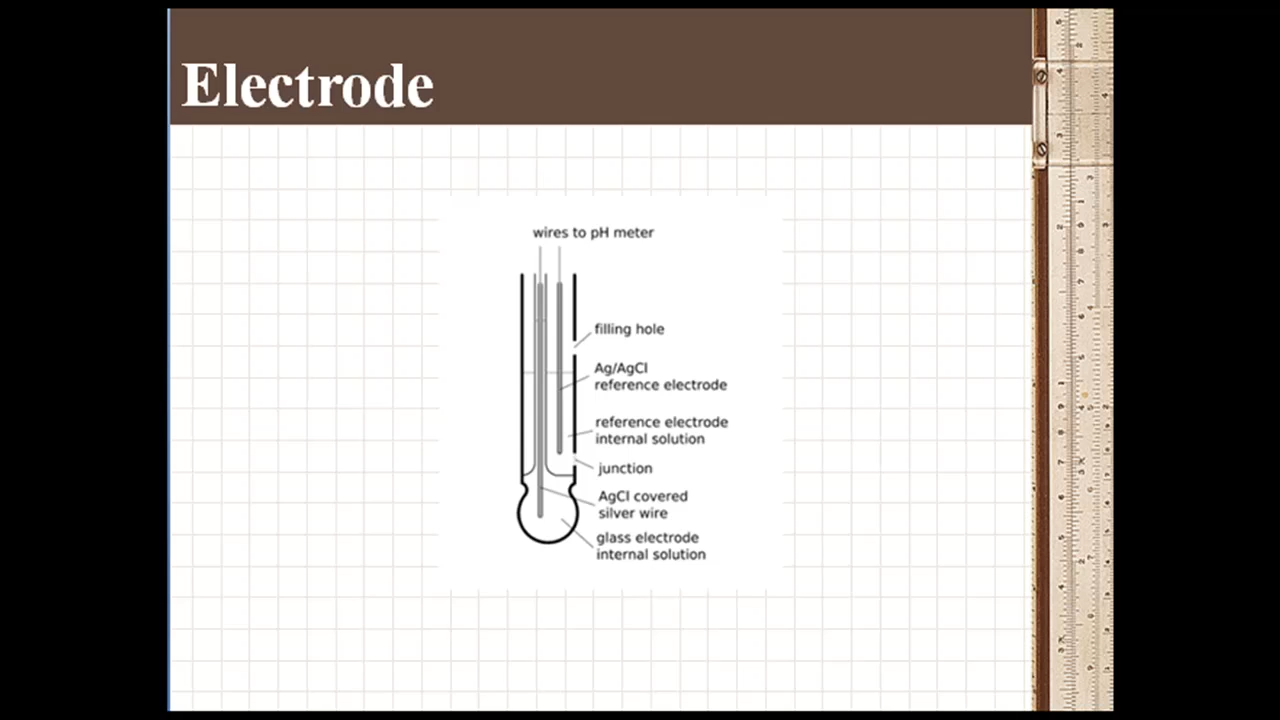 Electrode
wires to pH meter
filling hole
Ag/AgCl
reference electrode
reference electrode
internal solution
junction
AgCl covered
silver wire
glass electrode
internal solution